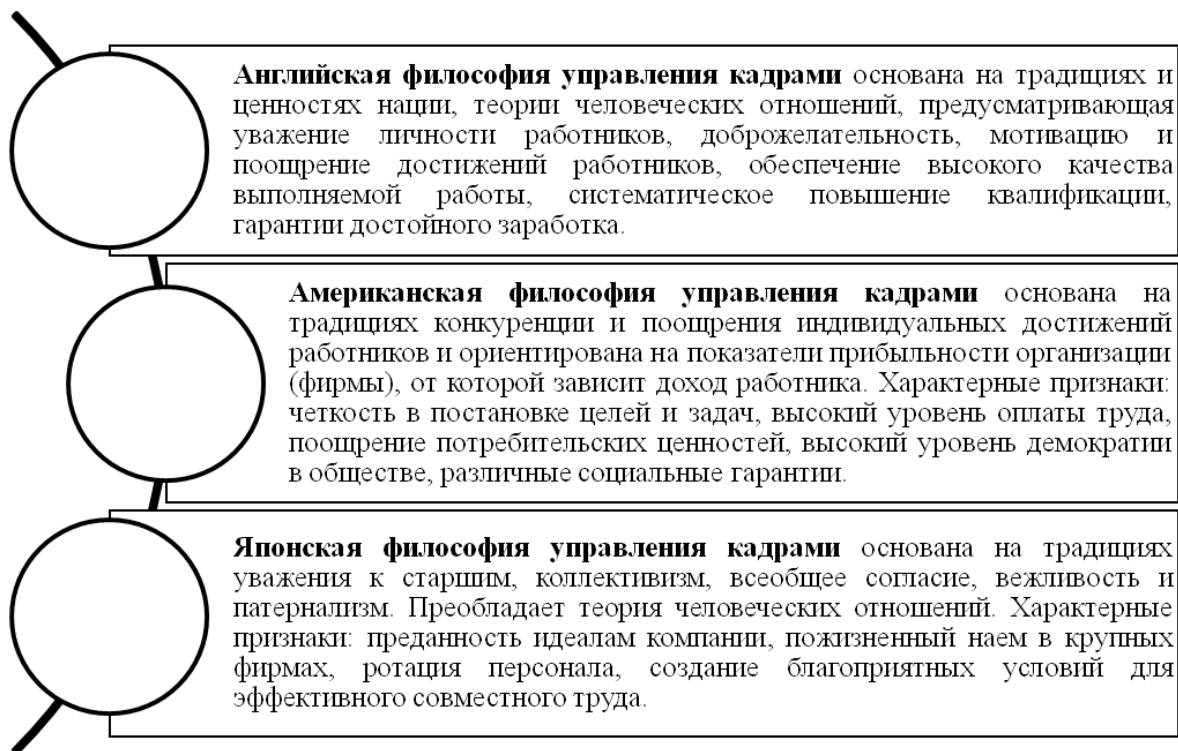 Английская философия управления кадрами основана на традициях и
ценностях нации, теории человеческих отношений, предусматривающая
уважение личности работников, доброжелательность, мотивацию и
поощрение достижений работников, обеспечение высокого качества
выполняемой работы, систематическое повышение квалификации,
гарантии достойного заработка.
Американская философия управления кадрами основана на
традициях конкуренции и поощрения индивидуальных достижений
работников и ориентирована на показатели прибыльности организации
(фирмы), от которой зависит доход работника. Характерные признаки:
четкость в постановке целей и задач, высокий уровень оплаты труда,
поощрение потребительских ценностей, высокий уровень демократии
в обществе, различные социальные гарантии.
Японская философия управления кадрами основана на традициях
уважения к старшим, коллективизм, всеобщее согласие, вежливость и
патернализм. Преобладает теория человеческих отношений. Характерные
признаки: преданность идеалам компании, пожизненный наем в крупных
фирмах, ротация персонала, создание благоприятных условий для
эффективного совместного труда.